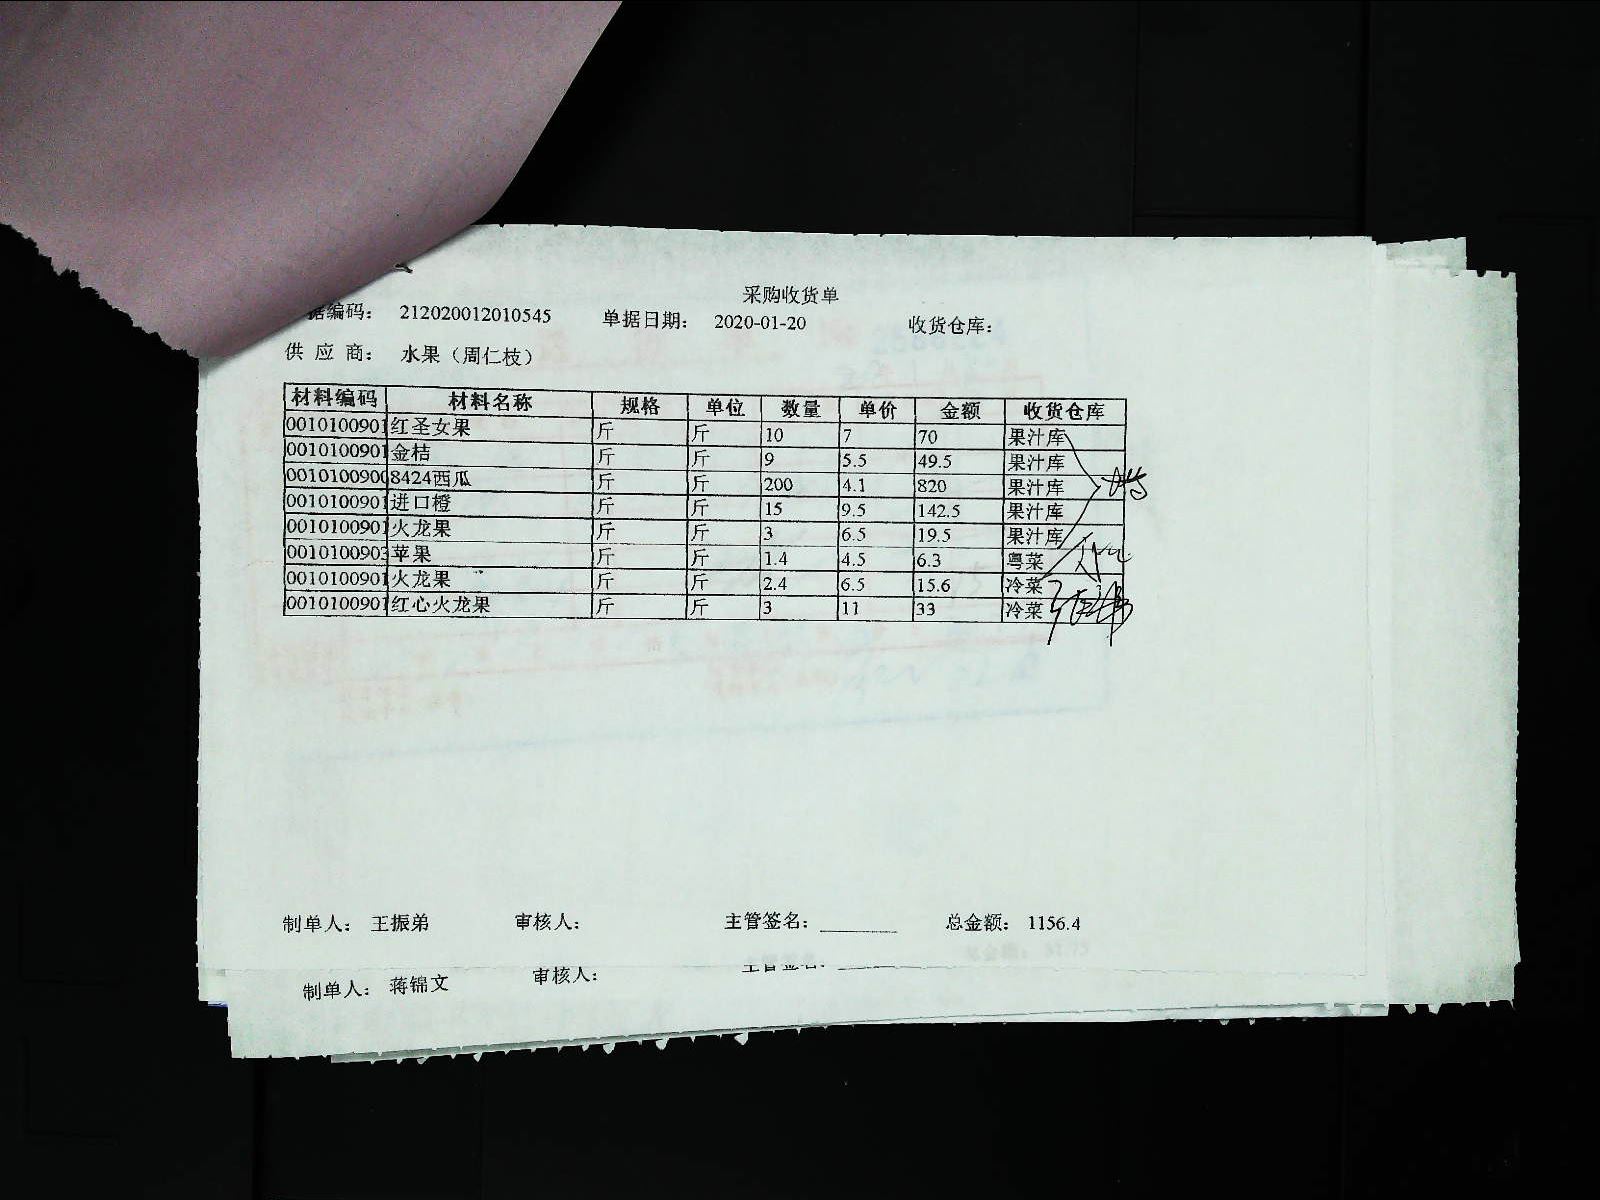 采购收货单
据编码： 212020012010545 单据日期： 2020-01-20 收货仓库：
供 应 商： 水果（周仁枝）
材料编码 材料名称 规格 单位 数量 单价 金额 收货仓库
0010100901 红圣女果 斤 斤 10 7 70 果汁库
0010100901 金桔 斤 斤 9 5.5 49.5 果汁库
0010100900 8424西瓜 斤 斤 200 4.1 820 果汁库
0010100901 进口橙 斤 斤 15 9.5 142.5 果汁库
0010100901 火龙果 斤 斤 3 6.5 19.5 果汁库
0010100903 苹果 斤 斤 1.4 4.5 6.3 粤菜
0010100901 火龙果 斤 斤 2.4 6.5 15.6 冷菜
0010100901 红心火龙果 斤 斤 3 11 33 冷菜
制单人： 王振弟 审核人： 主管签名： 总金额： 1156.4
制单人： 蒋锦文 审核人：